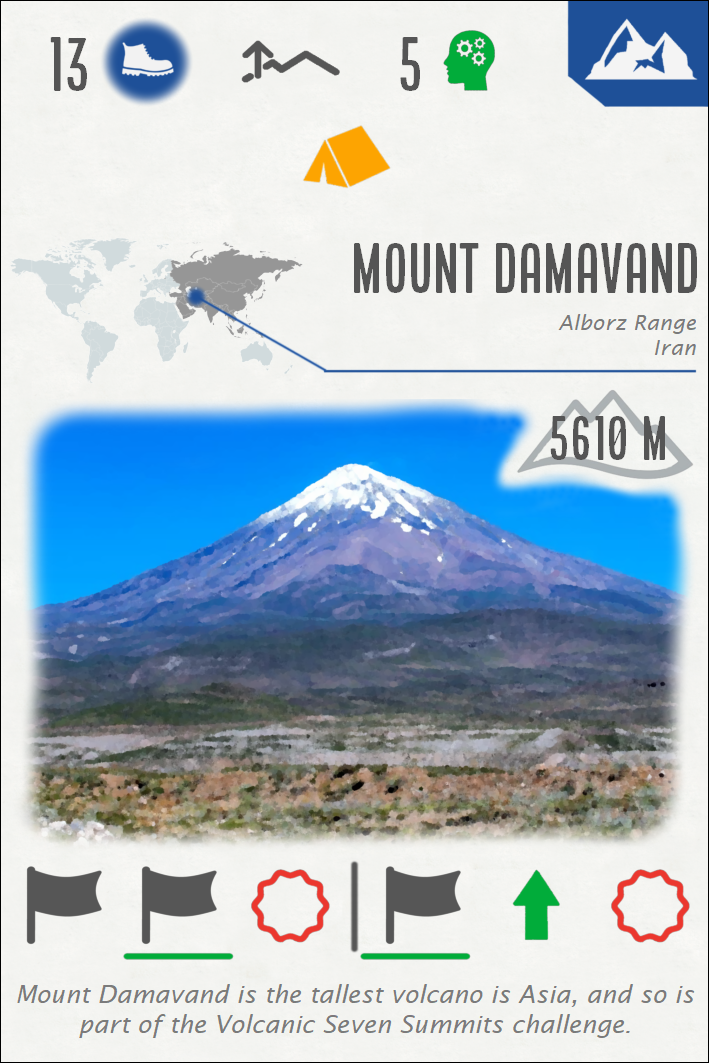 13
5
MOUNT DAMAVAND
Alborz Range
Iran
5610 M
Mount Damavand is the tallest volcano is Asia, and so is
part of the Volcanic Seven Summits challenge.